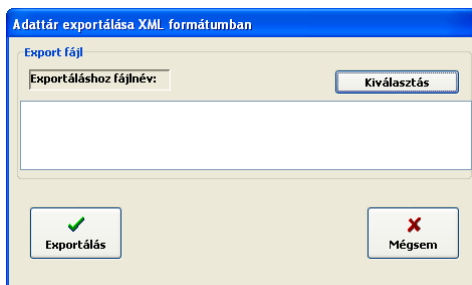 Adattár exportálása XML formátumban
Export fájl
Exportáláshoz fájlnév:
Kiválasztás
Exportálás
Mégsem